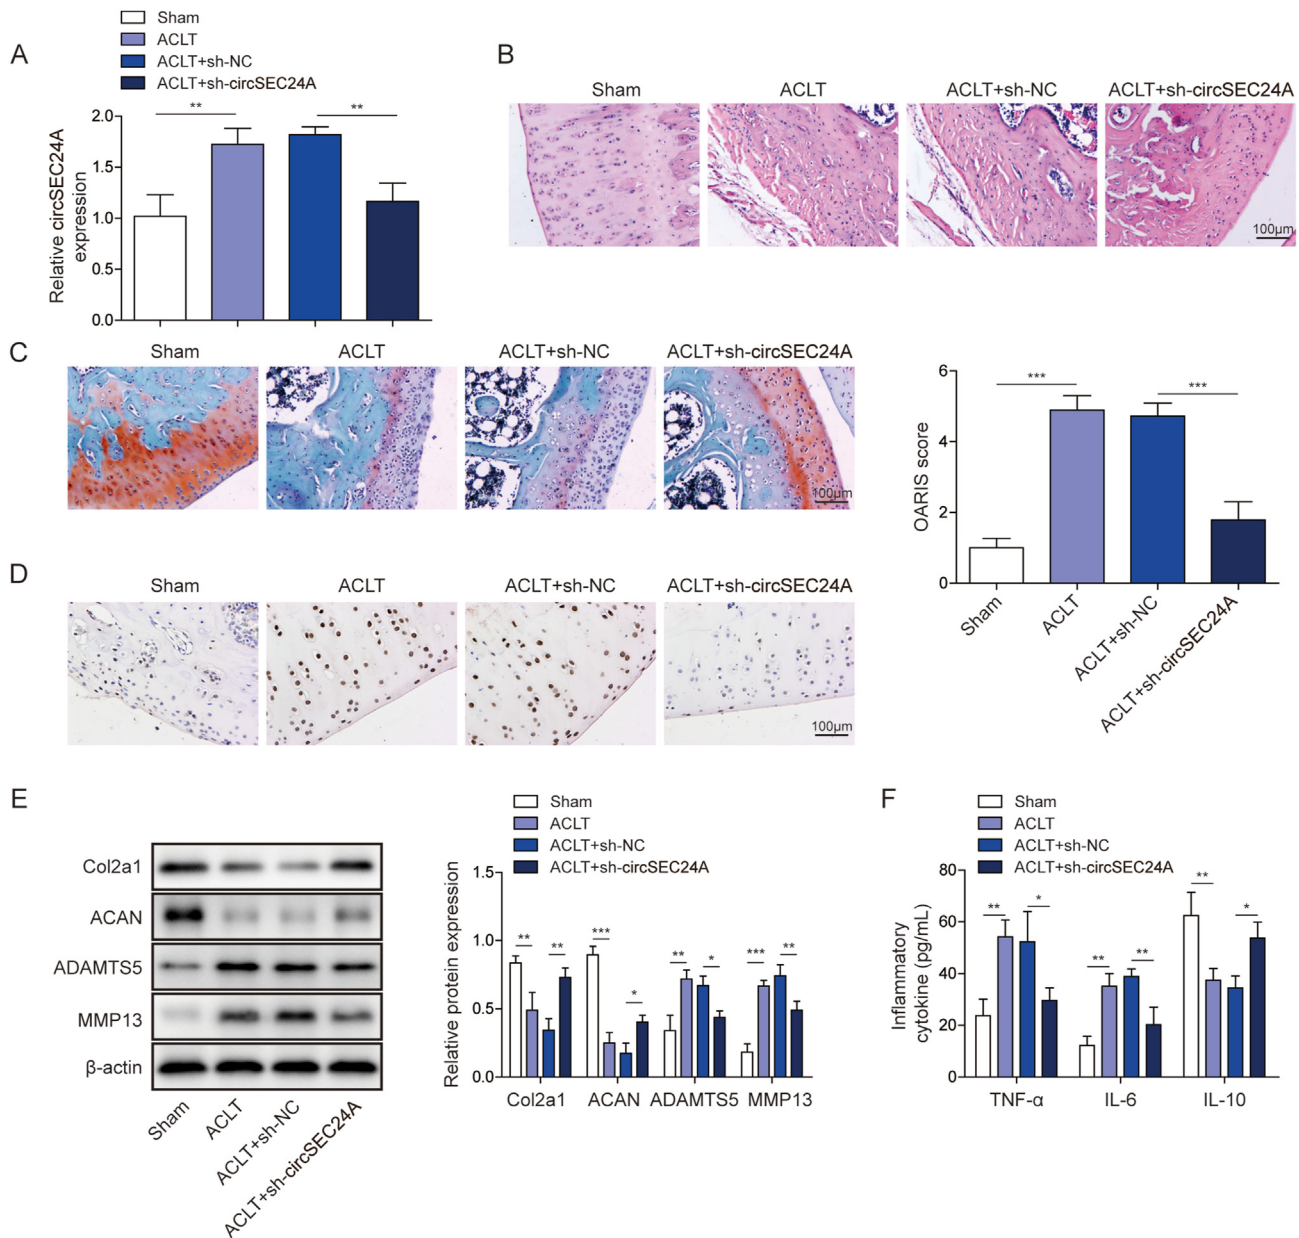 A
Sham
ACLT
ACLT+sh-NC
ACLT+sh-circSEC24A
Relative circSEC24A
expression
2.0
1.5
1.0
0.5
0.0
**
**
B
Sham
ACLT
ACLT+sh-NC
ACLT+sh-circSEC24A
100μm
C
Sham
ACLT
ACLT+sh-NC
ACLT+sh-circSEC24A
100μm
OARIS score
6
4
2
0
***
***
Sham
ACLT
ACLT+sh-NC
ACLT+sh-circSEC24A
D
Sham
ACLT
ACLT+sh-NC
ACLT+sh-circSEC24A
100μm
E
Col2a1
ACAN
ADAMTS5
MMP13
β-actin
Sham
ACLT
ACLT+sh-NC
ACLT+sh-circSEC24A
Sham
ACLT
ACLT+sh-NC
ACLT+sh-circSEC24A
Relative protein expression
1.5
1.0
0.5
0.0
** **
*** *
** *
*** **
Col2a1 ACAN ADAMTS5 MMP13
F
Sham
ACLT
ACLT+sh-NC
ACLT+sh-circSEC24A
Inflammatory
cytokine (pg/mL)
80
60
40
20
0
** *
** **
** *
TNF-α IL-6 IL-10